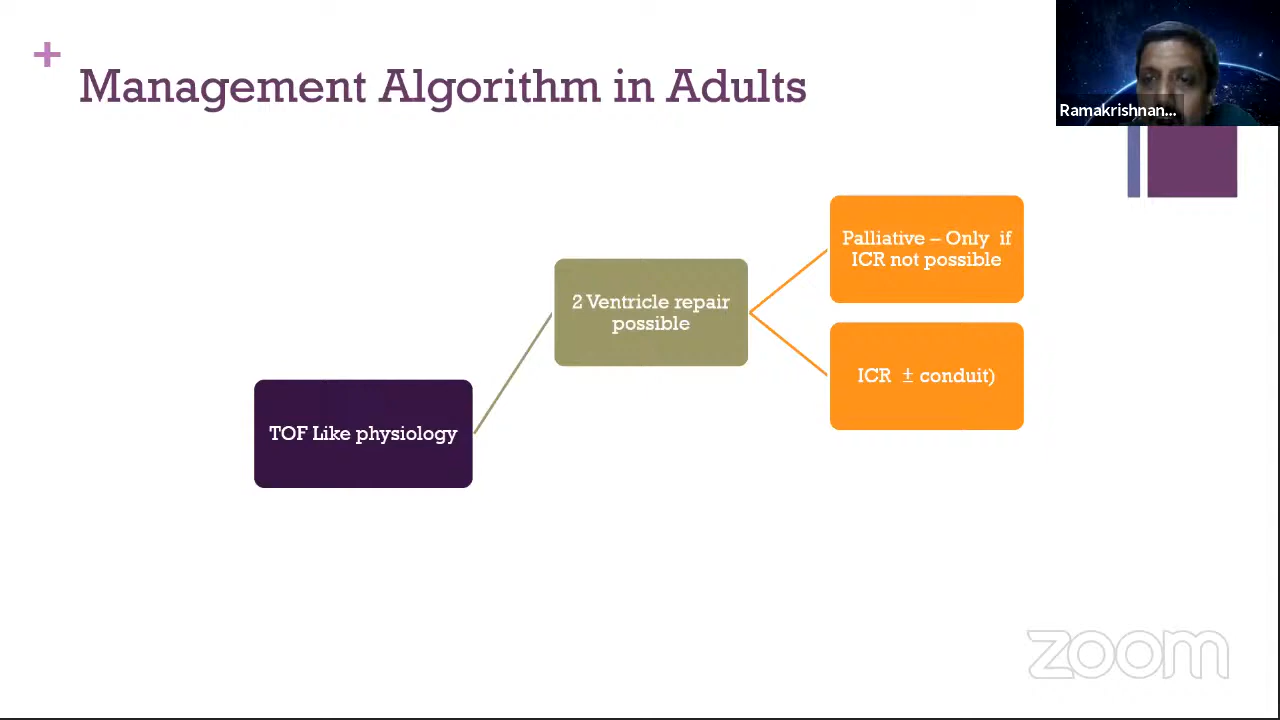 +
Management Algorithm in Adults
Ramakrishnan...
Palliative – Only if
ICR not possible
2 Ventricle repair
possible
ICR ± conduit)
TOF Like physiology
zoom